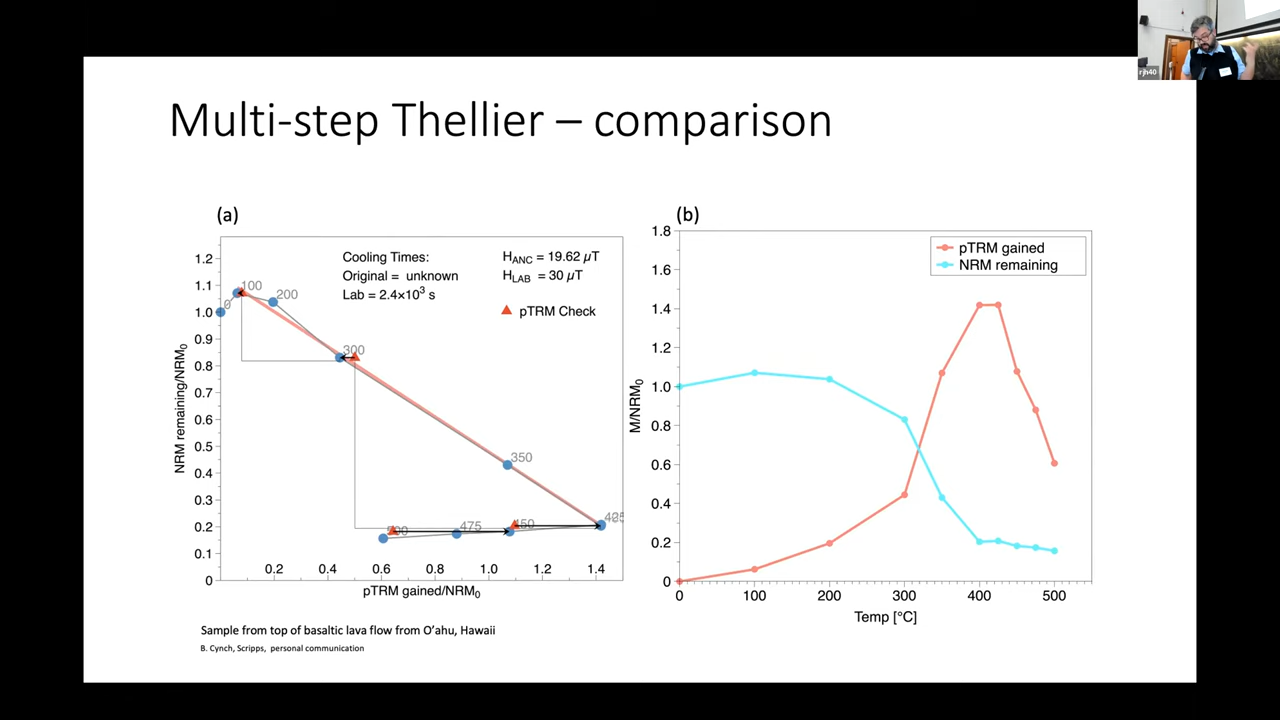 rjh40
Multi-step Thellier – comparison
(a)
(b)
Cooling Times:
Original = unknown
Lab = 2.4×10³ s
H_ANC = 19.62 µT
H_LAB = 30 µT
pTRM Check
NRM remaining/NRM₀
1.2
1.1
1.0
0.9
0.8
0.7
0.6
0.5
0.4
0.3
0.2
0.1
0
0
100
200
300
350
450
475
0.2
0.4
0.6
0.8
1.0
1.2
1.4
pTRM gained/NRM₀
pTRM gained
NRM remaining
M/NRM₀
1.8
1.6
1.4
1.2
1.0
0.8
0.6
0.4
0.2
0
0
100
200
300
400
500
Temp [°C]
Sample from top of basaltic lava flow from O'ahu, Hawaii
B. Cynch, Scripps, personal communication